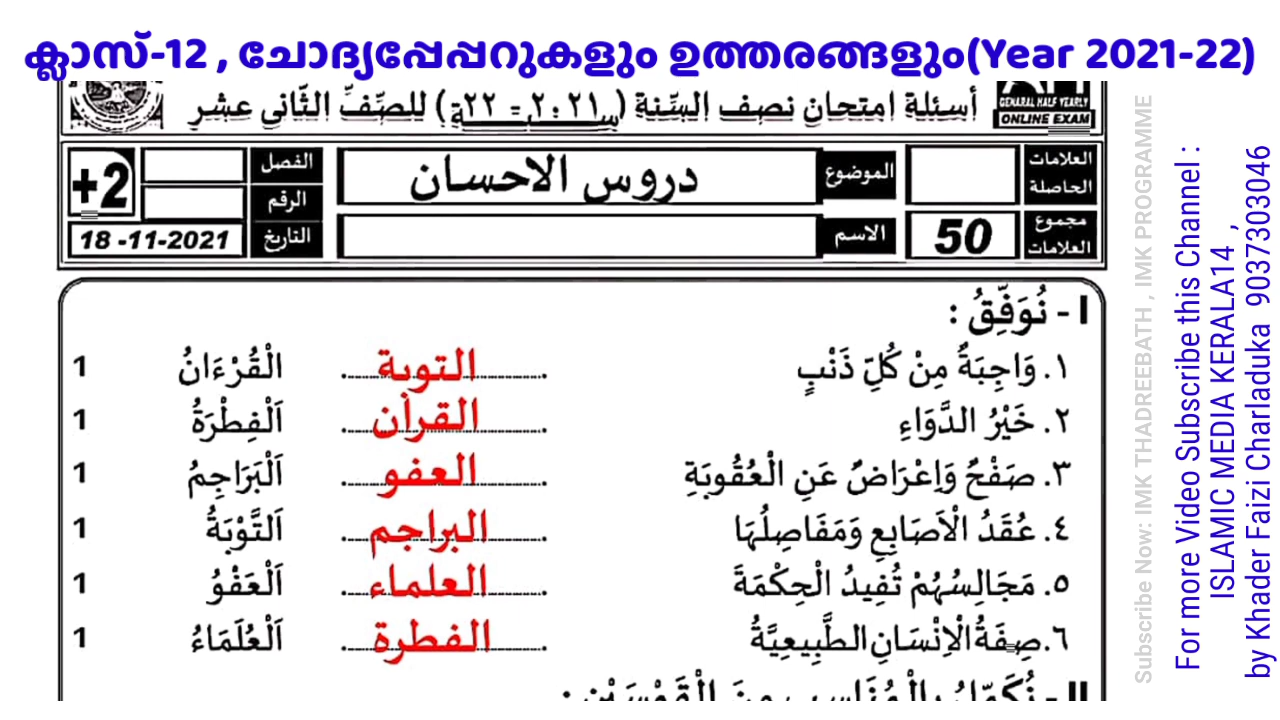 ക്ലാസ്-12 , ചോദ്യപ്പേപ്പറുകളും ഉത്തരങ്ങളും(Year 2021-22)
أسئلة امتحان نصف السّنة (٢٠٢١ = ٢٢ة) للصّفّ الثّاني عشر
GENARAL HALF YEARLY
ONLINE EXAM
العلامات الحاصلة
الموضوع دروس الاحسان
الفصل
الرقم
+2
مجموع العلامات 50
الاسم
التاريخ 18-11-2021
I - نُوَفِّقُ :
١. وَاجِبَةٌ مِنْ كُلِّ ذَنْبٍ ....التوبة.... الْقُرْءَانُ 1
٢. خَيْرُ الدَّوَاءِ ....القرآن.... اَلْفِطْرَةُ 1
٣. صَفْحٌ وَإِعْرَاضٌ عَنِ الْعُقُوبَةِ ....العفو.... اَلْبَرَاجِمُ 1
٤. عُقَدُ الْاَصَابِعِ وَمَفَاصِلُهَا ....البراجم.... اَلتَّوْبَةُ 1
٥. مَجَالِسُهُمْ تُفِيدُ الْحِكْمَةَ ....العلماء.... اَلْعَفْوُ 1
٦. صِفَةُ الْاِنْسَانِ الطَّبِيعِيَّةُ ....الفطرة.... اَلْعُلَمَاءُ 1
II - نُكَمِّلُ بِالْمُنَاسِبِ مِنَ الْقَوْسَيْنِ :
Subscribe Now: IMK THADREEBATH , IMK PROGRAMME
For more Video Subscribe this Channel :
ISLAMIC MEDIA KERALA14 ,
by Khader Faizi Charladuka 9037303046